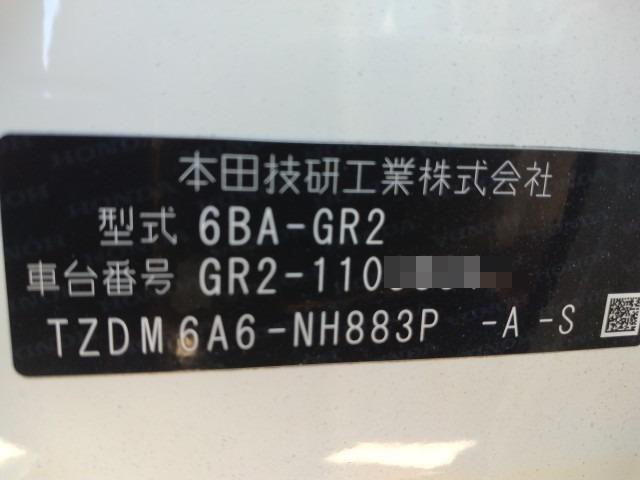 本田技研工業株式会社
型式 6BA-GR2
車台番号 GR2-110
TZDM6A6-NH883P -A -S